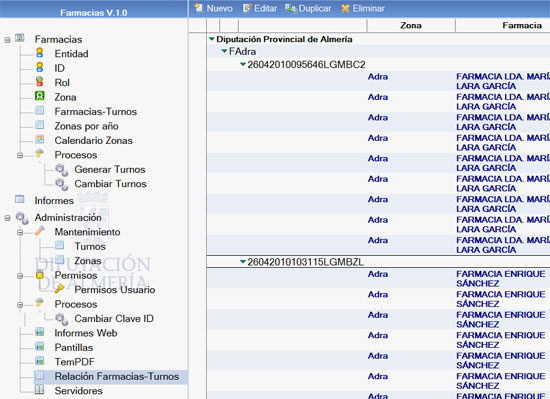 Farmacias V.1.0
Nuevo Editar Duplicar Eliminar
Farmacias
Entidad
ID
Rol
Zona
Farmacias-Turnos
Zonas por año
Calendario Zonas
Procesos
Generar Turnos
Cambiar Turnos
Informes
Administración
Mantenimiento
Turnos
Zonas
Permisos
Permisos Usuario
Procesos
Cambiar Clave ID
Informes Web
Pantillas
TemPDF
Relación Farmacias-Turnos
Servidores
DIPUTACIÓN
DE ALMERÍA
Zona Farmacia
Diputación Provincial de Almería
FAdra
26042010095646LGMBC2
Adra FARMACIA LDA. MARÍ
LARA GARCÍA
Adra FARMACIA LDA. MARÍ
LARA GARCÍA
Adra FARMACIA LDA. MARÍ
LARA GARCÍA
Adra FARMACIA LDA. MARÍ
LARA GARCÍA
Adra FARMACIA LDA. MARÍ
LARA GARCÍA
Adra FARMACIA LDA. MARÍ
LARA GARCÍA
Adra FARMACIA LDA. MARÍ
LARA GARCÍA
Adra FARMACIA LDA. MARÍ
LARA GARCÍA
Adra FARMACIA LDA. MARÍ
LARA GARCÍA
26042010103115LGMBZL
Adra FARMACIA ENRIQUE
SÁNCHEZ
Adra FARMACIA ENRIQUE
SÁNCHEZ
Adra FARMACIA ENRIQUE
SÁNCHEZ
Adra FARMACIA ENRIQUE
SÁNCHEZ
Adra FARMACIA ENRIQUE
SÁNCHEZ
Adra FARMACIA ENRIQUE
SÁNCHEZ
Adra FARMACIA ENRIQUE